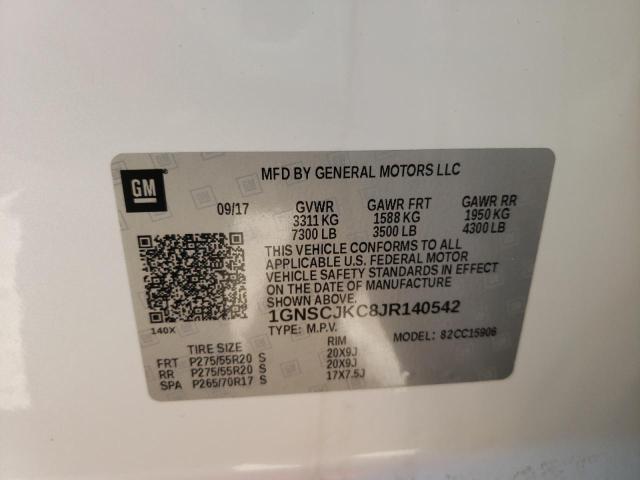 GM
MFD BY GENERAL MOTORS LLC
09/17 GVWR GAWR FRT GAWR RR
3311 KG 1588 KG 1950 KG
7300 LB 3500 LB 4300 LB
THIS VEHICLE CONFORMS TO ALL
APPLICABLE U.S. FEDERAL MOTOR
VEHICLE SAFETY STANDARDS IN EFFECT
ON THE DATE OF MANUFACTURE
SHOWN ABOVE.
1GNSCJKC8JR140542
140X
TYPE: M.P.V. MODEL: 82CC15906
TIRE SIZE RIM
FRT P275/55R20 S 20X9J
RR P275/55R20 S 20X9J
SPA P265/70R17 S 17X7.5J